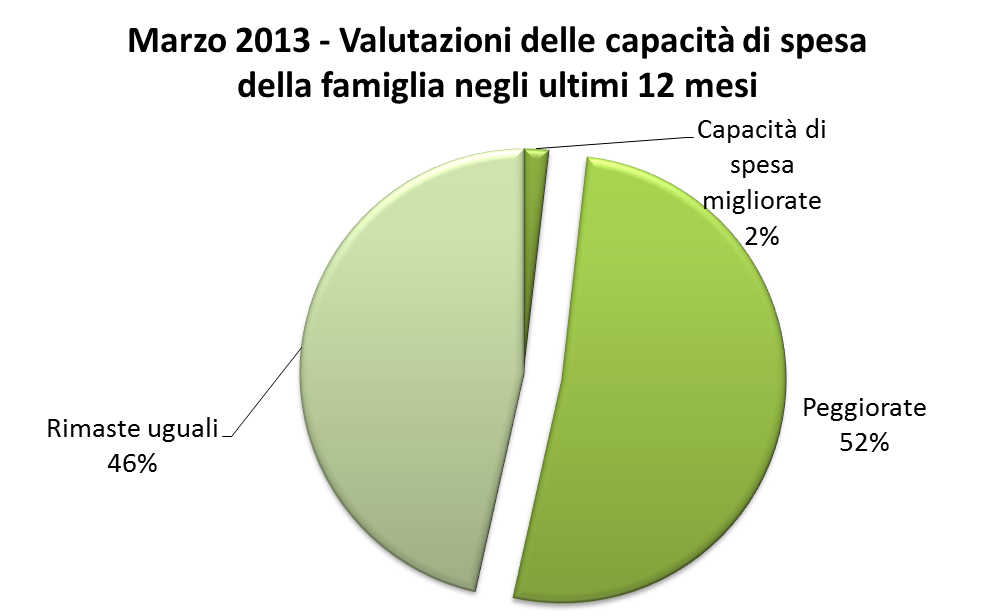 Marzo 2013 - Valutazioni delle capacità di spesa
della famiglia negli ultimi 12 mesi
Capacità di
spesa
migliorate
2%
Peggiorate
52%
Rimaste uguali
46%